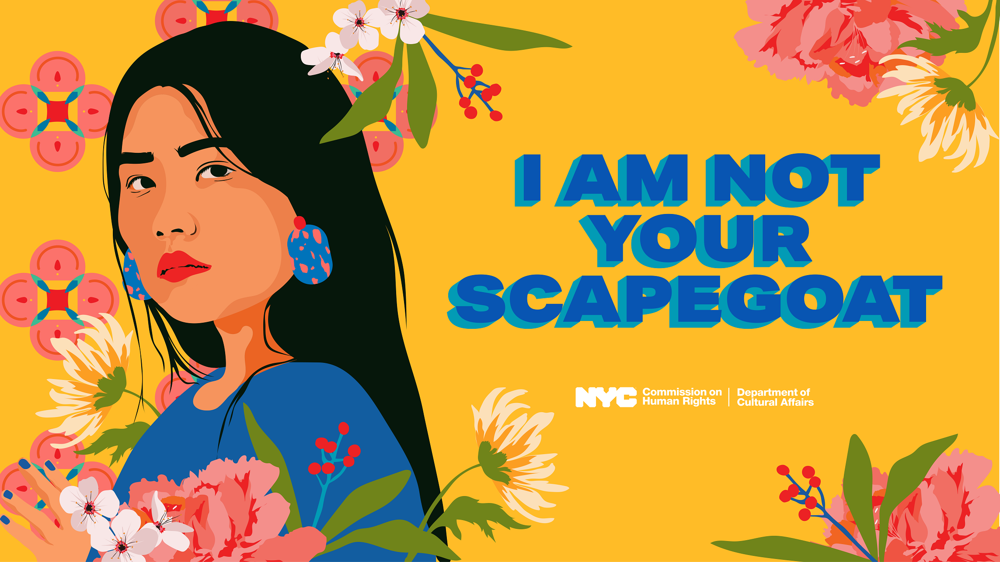 I AM NOT
YOUR
SCAPEGOAT
NYC Commission on Human Rights | Department of Cultural Affairs